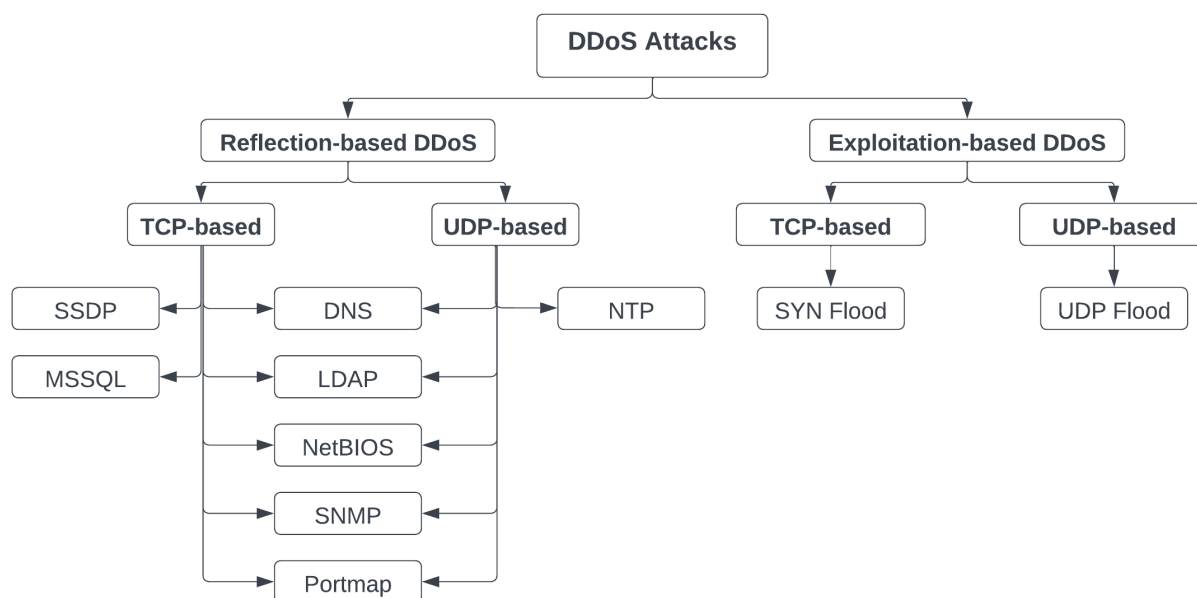 DDoS Attacks
Reflection-based DDoS
Exploitation-based DDoS
TCP-based
UDP-based
TCP-based
UDP-based
SSDP
DNS
NTP
SYN Flood
UDP Flood
MSSQL
LDAP
NetBIOS
SNMP
Portmap